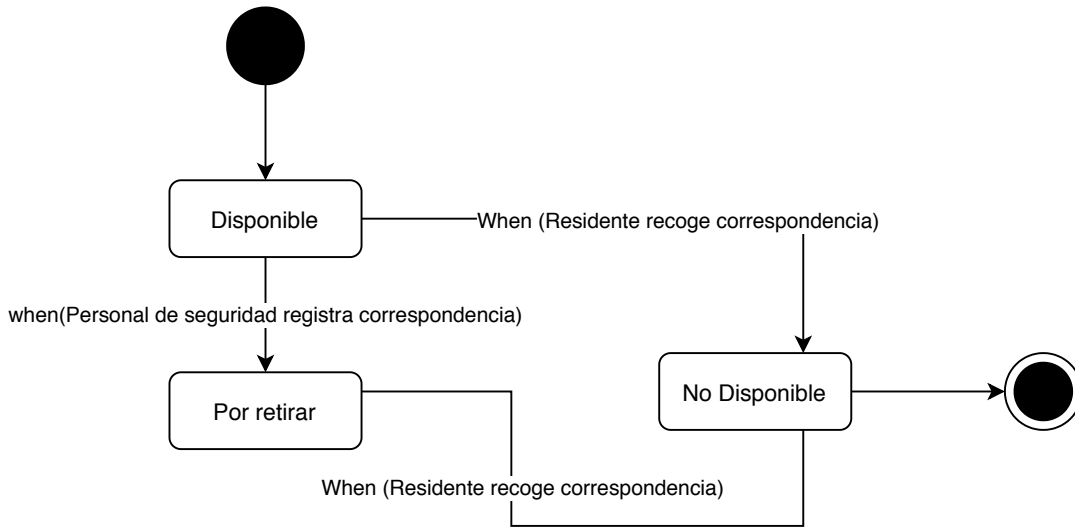 Disponible
When (Residente recoge correspondencia)
when(Personal de seguridad registra correspondencia)
No Disponible
Por retirar
When (Residente recoge correspondencia)